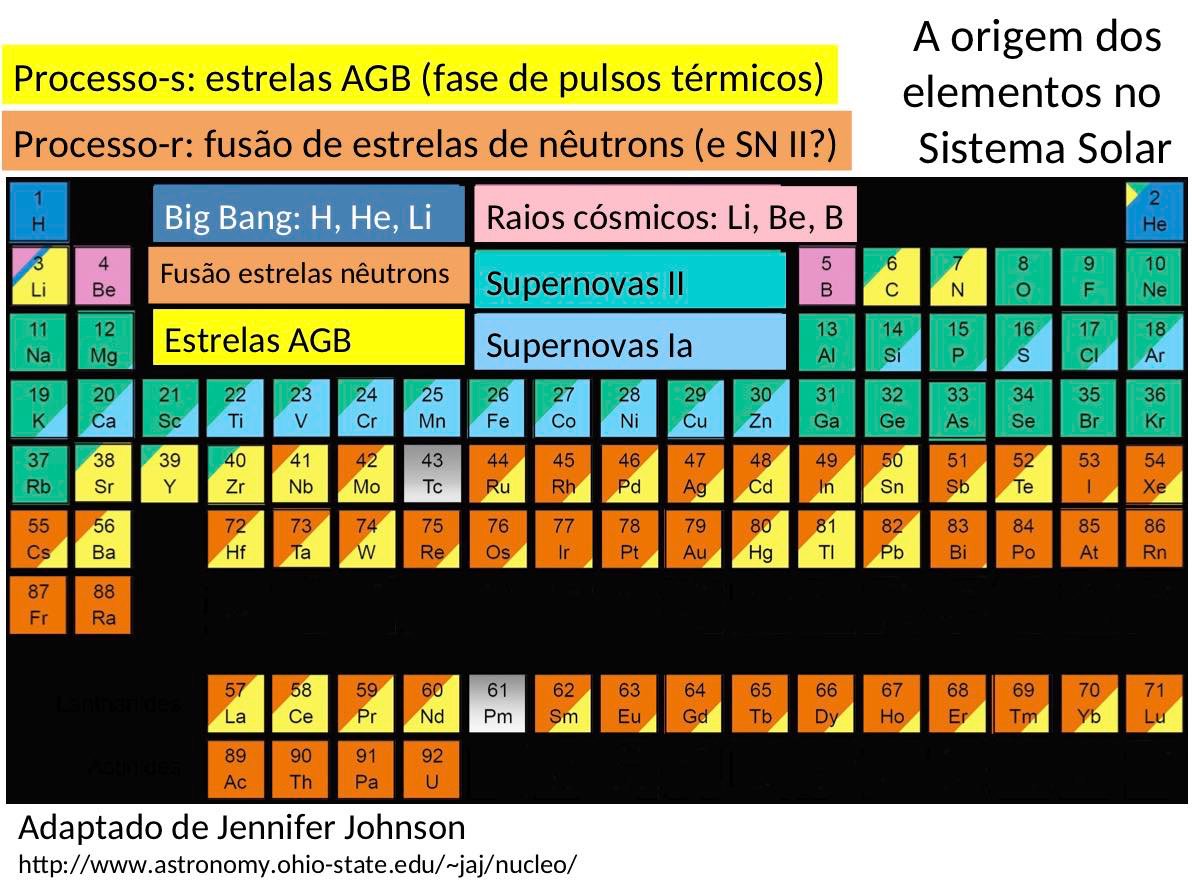 A origem dos
elementos no
Sistema Solar
Processo-s: estrelas AGB (fase de pulsos térmicos)
Processo-r: fusão de estrelas de nêutrons (e SN II?)
Big Bang: H, He, Li
Raios cósmicos: Li, Be, B
Fusão estrelas nêutrons
Supernovas II
Estrelas AGB
Supernovas Ia
1 2
H He
3 4 5 6 7 8 9 10
Li Be B C N O F Ne
11 12 13 14 15 16 17 18
Na Mg Al Si P S Cl Ar
19 20 21 22 23 24 25 26 27 28 29 30 31 32 33 34 35 36
K Ca Sc Ti V Cr Mn Fe Co Ni Cu Zn Ga Ge As Se Br Kr
37 38 39 40 41 42 43 44 45 46 47 48 49 50 51 52 53 54
Rb Sr Y Zr Nb Mo Tc Ru Rh Pd Ag Cd In Sn Sb Te I Xe
55 56 72 73 74 75 76 77 78 79 80 81 82 83 84 85 86
Cs Ba Hf Ta W Re Os Ir Pt Au Hg Tl Pb Bi Po At Rn
87 88
Fr Ra
Lanthanides
57 58 59 60 61 62 63 64 65 66 67 68 69 70 71
La Ce Pr Nd Pm Sm Eu Gd Tb Dy Ho Er Tm Yb Lu
Actinides
89 90 91 92
Ac Th Pa U
Adaptado de Jennifer Johnson
http://www.astronomy.ohio-state.edu/~jaj/nucleo/